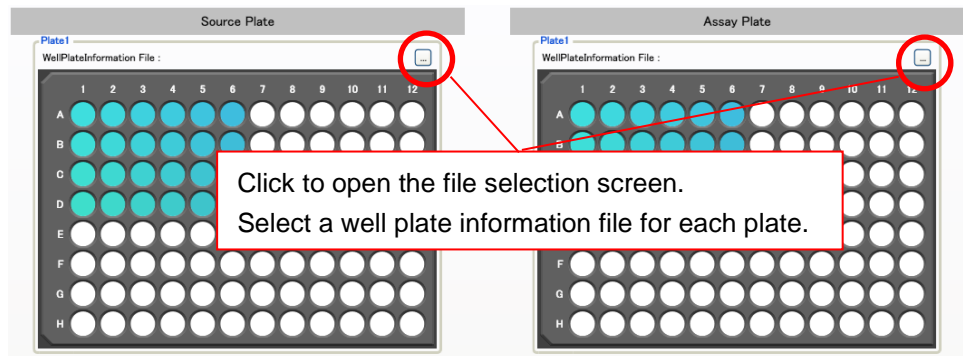 Source Plate
Assay Plate
Plate1
WellPlateInformation File :
...
1 2 3 4 5 6 7 8 9 10 11 12
A
B
C
D
E
F
G
H
Plate1
WellPlateInformation File :
...
1 2 3 4 5 6 7 8 9 10 11 12
A
B
F
G
H
Click to open the file selection screen.
Select a well plate information file for each plate.